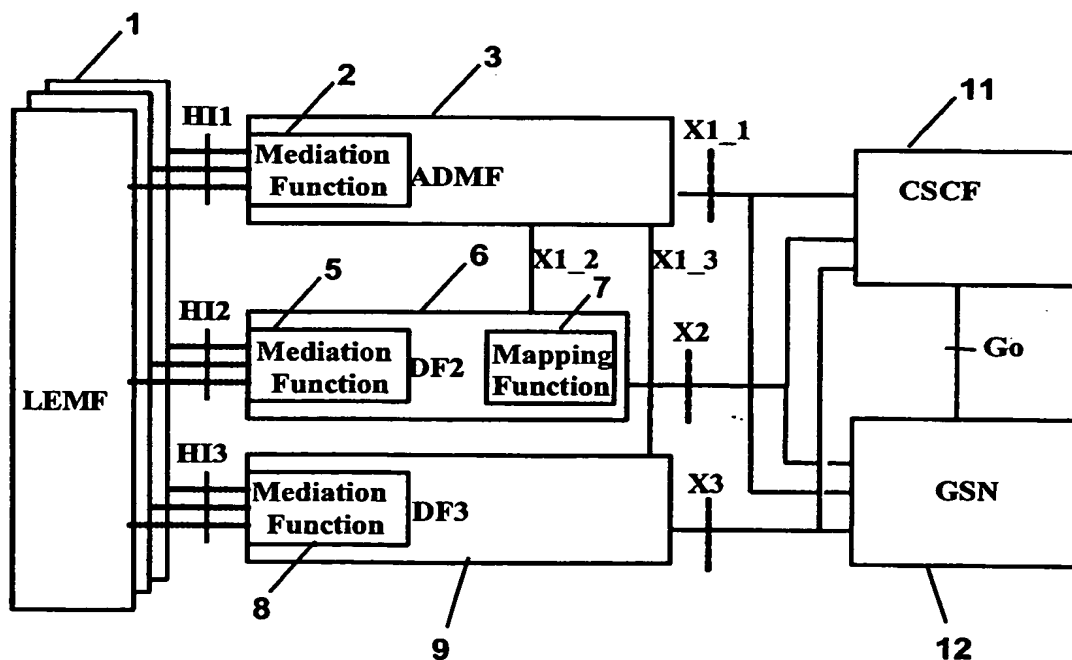 1
2
3
11
HI1
X1_1
Mediation
Function
ADMF
CSCF
5
6
X1_2
X1_3
7
HI2
X2
Mediation
Function
DF2
Mapping
Function
Go
LEMF
HI3
X3
Mediation
Function
DF3
GSN
8
9
12